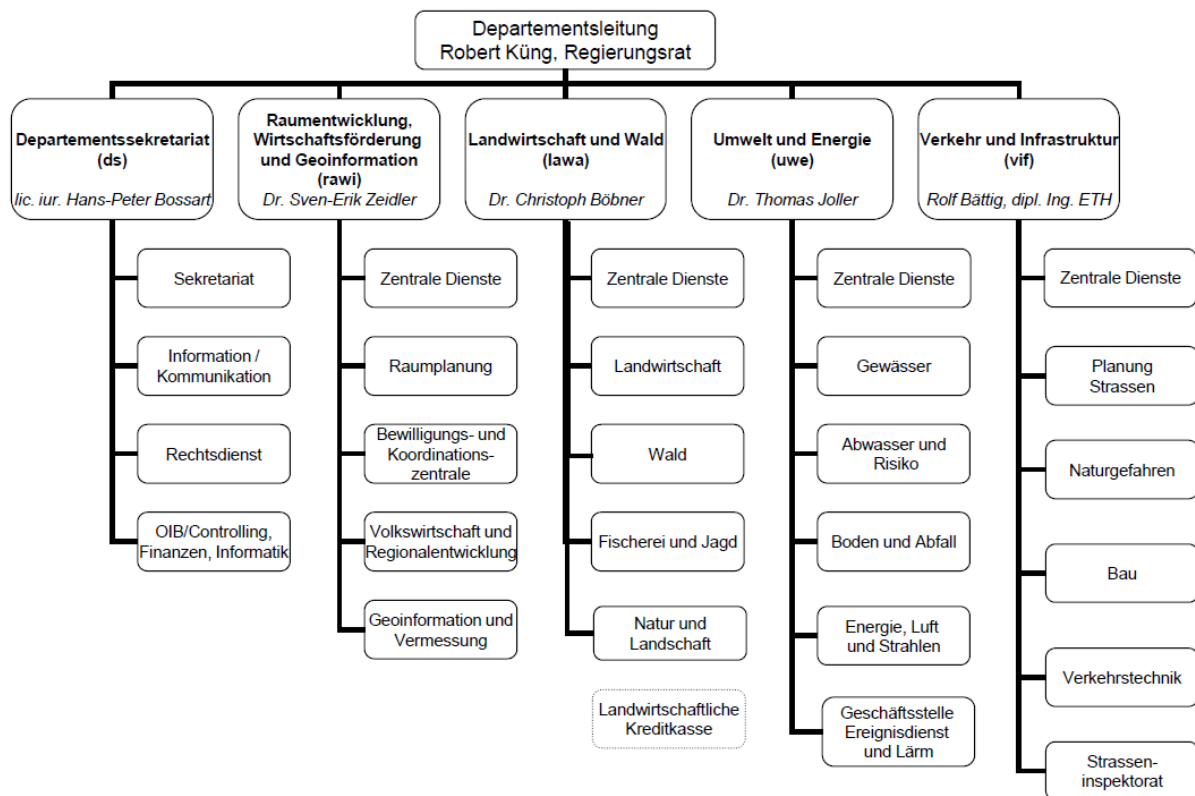 Departementsleitung
Robert Küng, Regierungsrat
Departementssekretariat
(ds)
lic. iur. Hans-Peter Bossart
Raumentwicklung,
Wirtschaftsförderung
und Geoinformation
(rawi)
Dr. Sven-Erik Zeidler
Landwirtschaft und Wald
(lawa)
Dr. Christoph Böbner
Umwelt und Energie
(uwe)
Dr. Thomas Joller
Verkehr und Infrastruktur
(vif)
Rolf Bättig, dipl. Ing. ETH
Sekretariat
Information /
Kommunikation
Rechtsdienst
OIB/Controlling,
Finanzen, Informatik
Zentrale Dienste
Raumplanung
Bewilligungs- und
Koordinations-
zentrale
Volkswirtschaft und
Regionalentwicklung
Geoinformation und
Vermessung
Zentrale Dienste
Landwirtschaft
Wald
Fischerei und Jagd
Natur und
Landschaft
Landwirtschaftliche
Kreditkasse
Zentrale Dienste
Gewässer
Abwasser und
Risiko
Boden und Abfall
Energie, Luft
und Strahlen
Geschäftsstelle
Ereignisdienst
und Lärm
Zentrale Dienste
Planung
Strassen
Naturgefahren
Bau
Verkehrstechnik
Strassen-
inspektorat